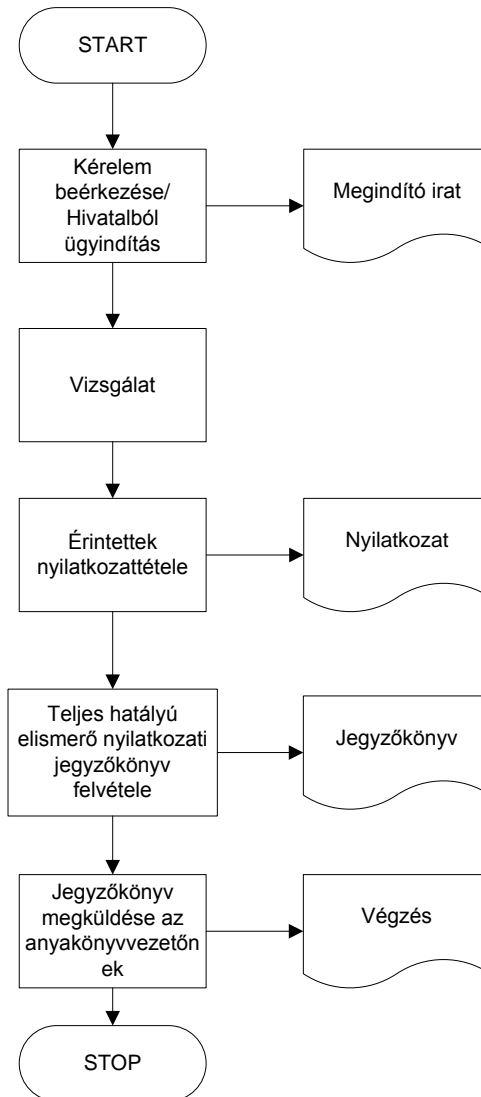 START
Kérelem
beérkezése/
Hivatalból
ügyindítás
Megindító irat
Vizsgálat
Érintettek
nyilatkozattétele
Nyilatkozat
Teljes hatályú
elismerő nyilatkozati
jegyzőkönyv
felvétele
Jegyzőkönyv
Jegyzőkönyv
megküldése az
anyakönyvvezetőn
ek
Végzés
STOP